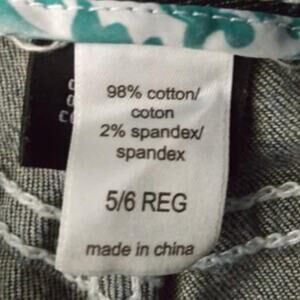 98% cotton/
coton
2% spandex/
spandex
5/6 REG
made in china